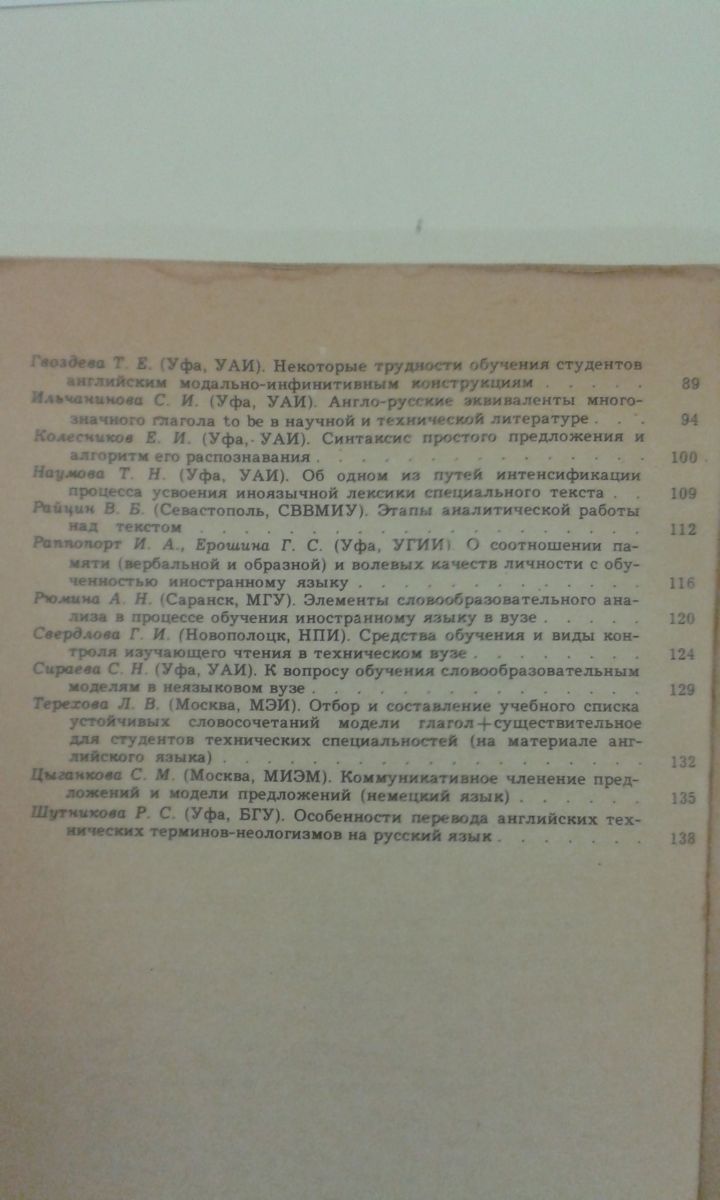 Гвоздева Т. Е. (Уфа, УАИ). Некоторые трудности обучения студентов
английским модально-инфинитивным конструкциям . . . . . 89
Ильчанинова С. И. (Уфа, УАИ). Англо-русские эквиваленты много-
значного глагола to be в научной и технической литературе . . . 94
Колесников Е. И. (Уфа, УАИ). Синтаксис простого предложения и
алгоритм его распознавания . . . . . . . . . . . . . . . 100
Наумова Т. Н. (Уфа, УАИ). Об одном из путей интенсификации
процесса усвоения иноязычной лексики специального текста . . 109
Райцин В. Б. (Севастополь, СВВМИУ). Этапы аналитической работы
над текстом . . . . . . . . . . . . . . . . . . . . 112
Раппопорт И. А., Ерошина Г. С. (Уфа, УГИИ). О соотношении па-
мяти (вербальной и образной) и волевых качеств личности с обу-
ченностью иностранному языку . . . . . . . . . . . . . 116
Рюмина А. Н. (Саранск, МГУ). Элементы словообразовательного ана-
лиза в процессе обучения иностранному языку в вузе . . . . . 120
Свердлова Г. И. (Новополоцк, НПИ). Средства обучения и виды кон-
троля изучающего чтения в техническом вузе . . . . . . . . 124
Сираева С. Н. (Уфа, УАИ). К вопросу обучения словообразовательным
моделям в неязыковом вузе . . . . . . . . . . . . . . . 129
Терехова Л. В. (Москва, МЭИ). Отбор и составление учебного списка
устойчивых словосочетаний модели глагол+существительное
для студентов технических специальностей (на материале анг-
лийского языка) . . . . . . . . . . . . . . . . . . . 132
Цыганкова С. М. (Москва, МИЭМ). Коммуникативное членение пред-
ложений и модели предложений (немецкий язык) . . . . . . 135
Шутникова Р. С. (Уфа, БГУ). Особенности перевода английских тех-
нических терминов-неологизмов на русский язык . . . . . . . 138